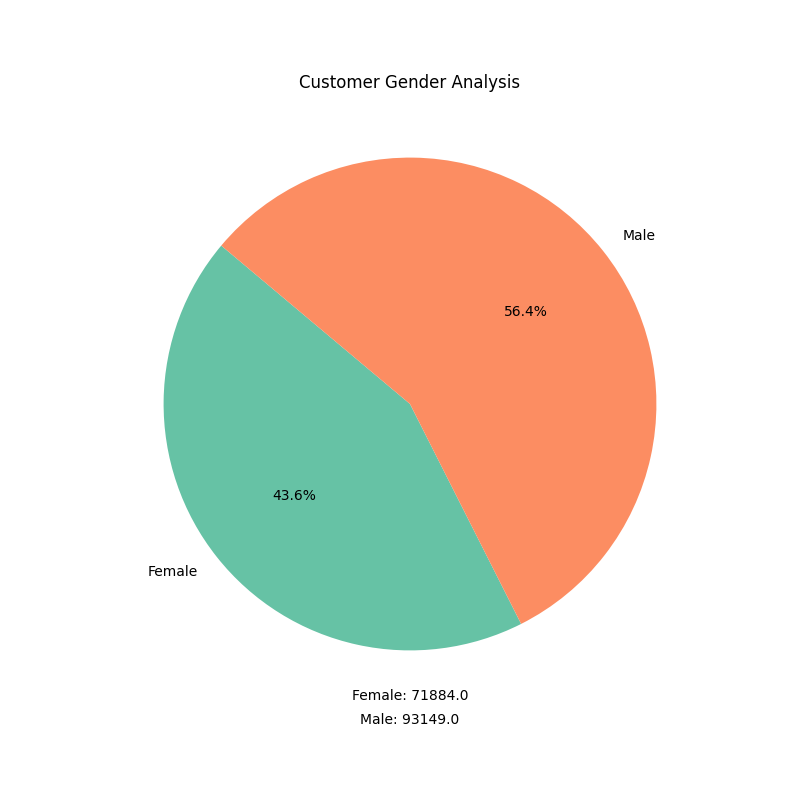 Customer Gender Analysis
Male
56.4%
43.6%
Female
Female: 71884.0
Male: 93149.0